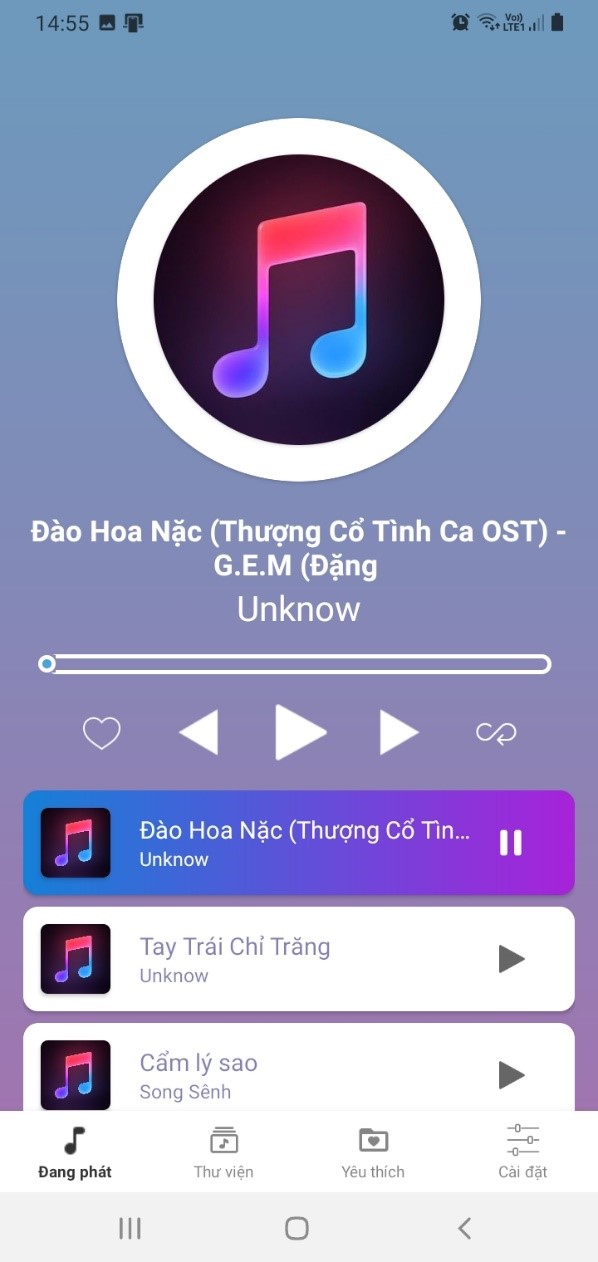 14:55
Vo))
LTE1
Đào Hoa Nặc (Thượng Cổ Tình Ca OST) -
G.E.M (Đặng
Unknow
Đào Hoa Nặc (Thượng Cổ Tìn...
Unknow
Tay Trái Chỉ Trăng
Unknow
Cẩm lý sao
Song Sênh
Đang phát
Thư viện
Yêu thích
Cài đặt